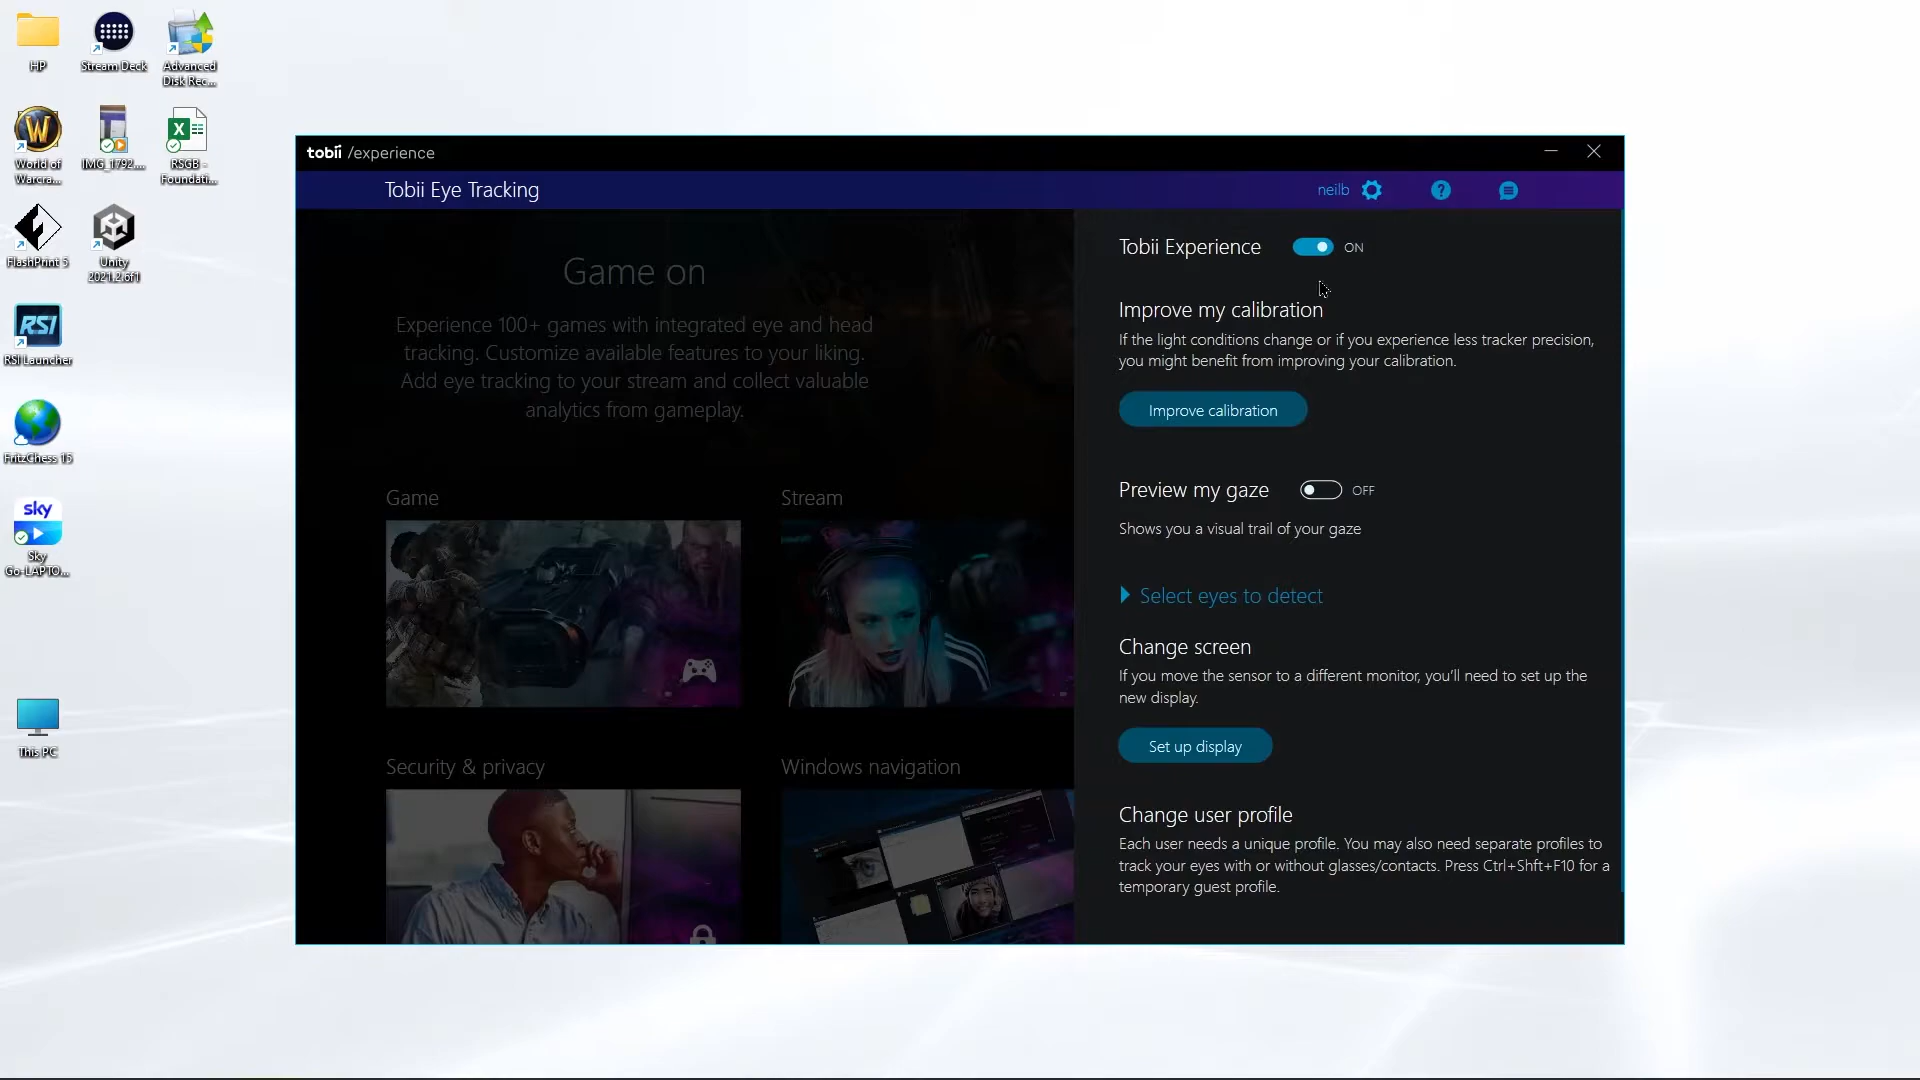 HP
Stream Deck
Advanced
Disk Rec...
World of
Warcra...
IMG_1792....
RSGB -
Foundati...
FlashPrint 5
Unity
2021.2.6f1
RSI
RSI Launcher
FritzChess 15
sky
Sky
Go-LAPTO...
This PC
tobii /experience
Tobii Eye Tracking
neilb
Game on
Experience 100+ games with integrated eye and head
tracking. Customize available features to your liking.
Add eye tracking to your stream and collect valuable
analytics from gameplay.
Game
Stream
Security & privacy
Windows navigation
Tobii Experience ON
Improve my calibration
If the light conditions change or if you experience less tracker precision,
you might benefit from improving your calibration.
Improve calibration
Preview my gaze OFF
Shows you a visual trail of your gaze
Select eyes to detect
Change screen
If you move the sensor to a different monitor, you'll need to set up the
new display.
Set up display
Change user profile
Each user needs a unique profile. You may also need separate profiles to
track your eyes with or without glasses/contacts. Press Ctrl+Shft+F10 for a
temporary guest profile.